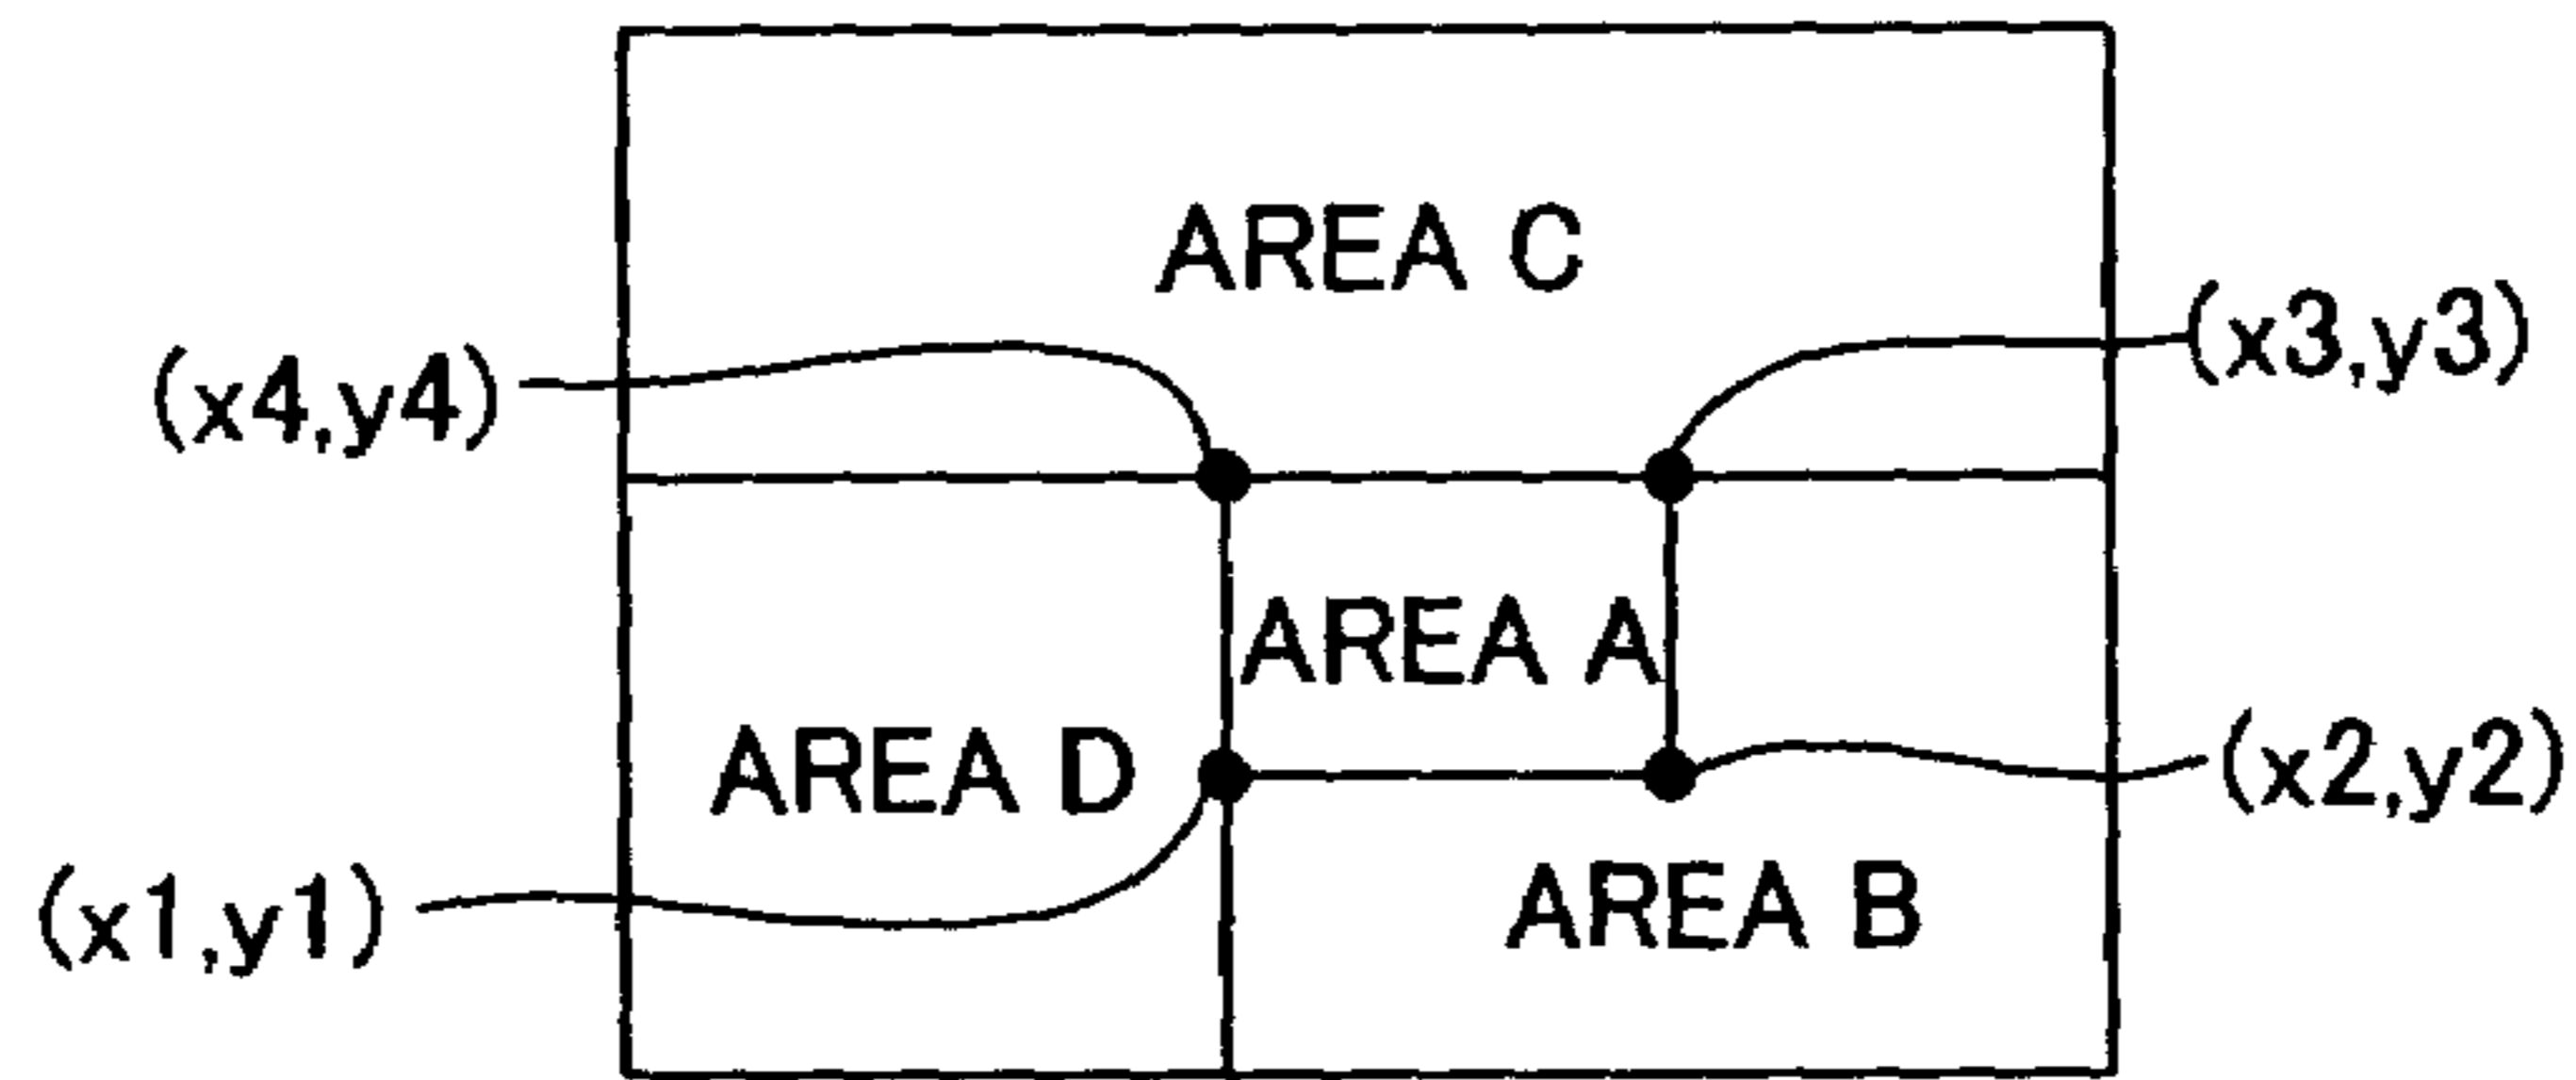 AREA C
(x3,y3)
(x4,y4)
AREA A
AREA D
(x2,y2)
(x1,y1)
AREA B